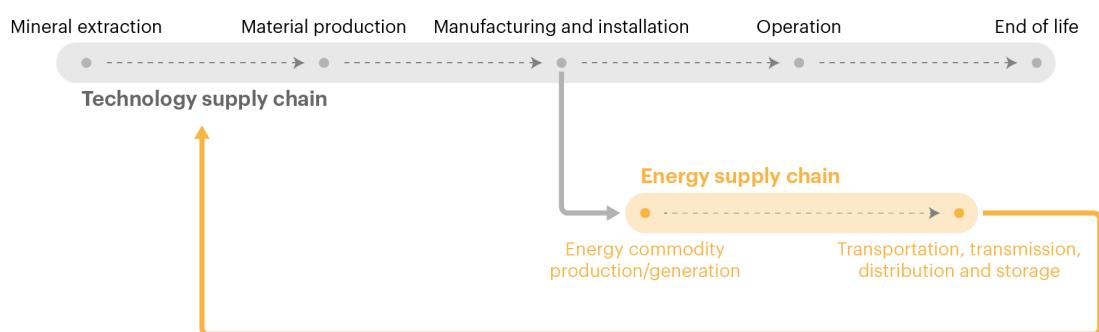 Mineral extraction
Material production
Manufacturing and installation
Operation
End of life
Technology supply chain
Energy supply chain
Energy commodity
production/generation
Transportation, transmission,
distribution and storage